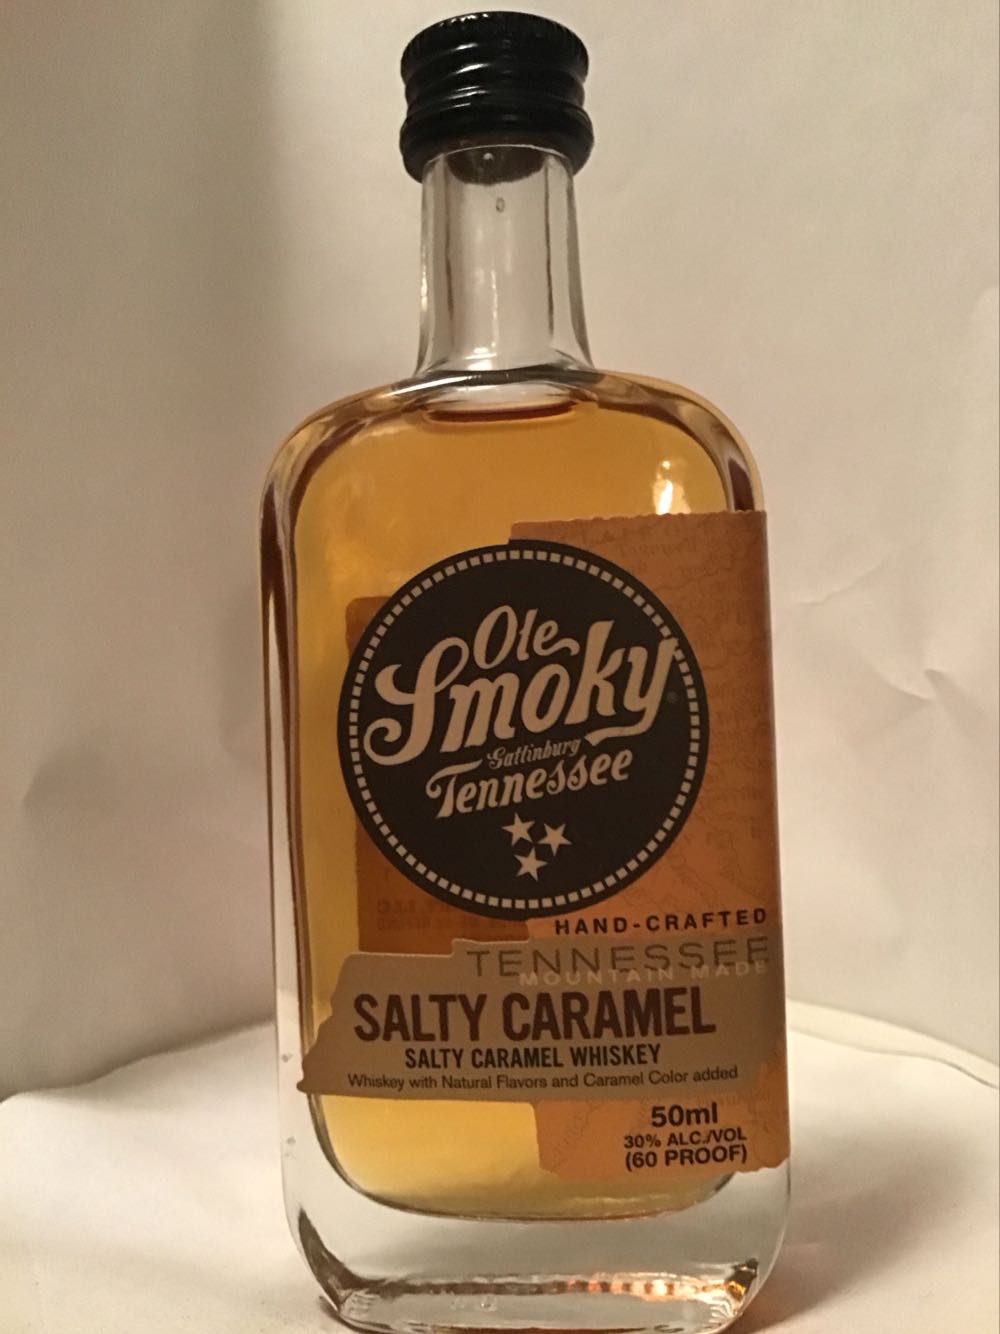 Ole
Smoky
Gatlinburg
Tennessee
HAND-CRAFTED
TENNESSEE
MOUNTAIN MADE
SALTY CARAMEL
SALTY CARAMEL WHISKEY
Whiskey with Natural Flavors and Caramel Color added
50ml
30% ALC./VOL
(60 PROOF)